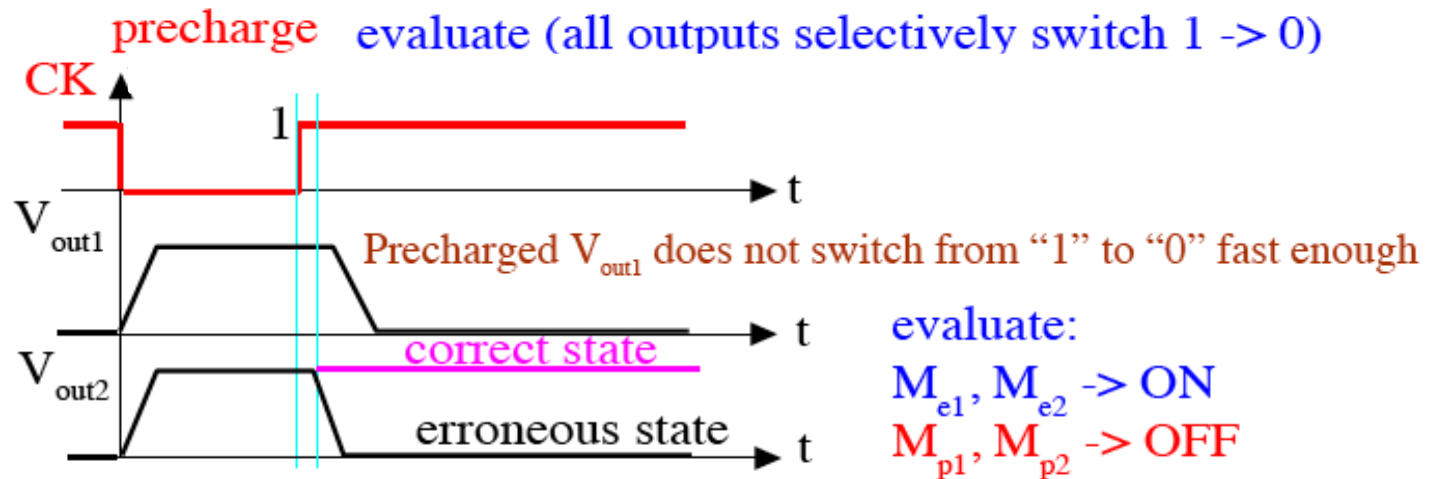 precharge evaluate (all outputs selectively switch 1 -> 0)
CK
1
t
Vout1
Precharged Vout1 does not switch from “1” to “0” fast enough
t
evaluate:
correct state
Vout2
Me1, Me2 -> ON
erroneous state
t
Mp1, Mp2 -> OFF